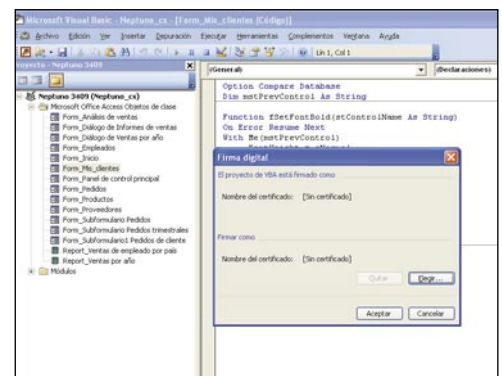 Microsoft Visual Basic - Neptuno_cx - [Form_Mis_clientes (Código)]
Archivo Edición Ver Insertar Depuración Ejecutar Herramientas Complementos Ventana Ayuda
Lín 1, Col 1
Proyecto - Neptuno 3409
Neptuno 3409 (Neptuno_cx)
Microsoft Office Access Objetos de clase
Form_Análisis de ventas
Form_Diálogo de Informes de ventas
Form_Diálogo de Ventas por año
Form_Empleados
Form_Inicio
Form_Mis_clientes
Form_Panel de control principal
Form_Pedidos
Form_Productos
Form_Proveedores
Form_Subformulario Pedidos
Form_Subformulario Pedidos trimestrales
Form_Subformulario1 Pedidos de cliente
Report_Ventas de empleado por país
Report_Ventas por año
Módulos
(General)
(Declaraciones)
Option Compare Database
Dim mstPrevControl As String
Function fSetFontBold(stControlName As String)
On Error Resume Next
With Me(mstPrevControl)
Firma digital
El proyecto de VBA está firmado como
Nombre del certificado: [Sin certificado]
Firmar como
Nombre del certificado: [Sin certificado]
Quitar
Elegir...
Aceptar
Cancelar